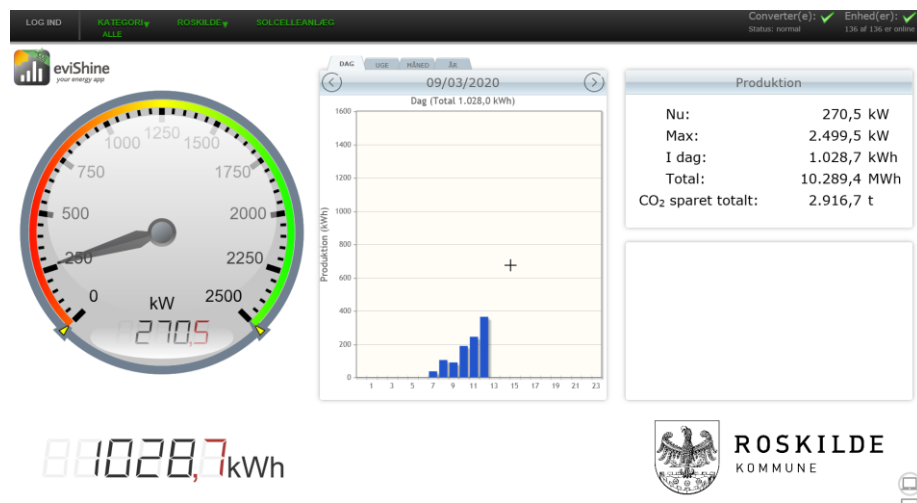 LOG IND
KATEGORI▾
ALLE
ROSKILDE▾
SOLCELLEANLÆG
Converter(e):
Status: normal
Enhed(er):
136 af 136 er online
eviShine
your energy app
0
250
500
750
1000
1250
1500
1750
2000
2250
2500
kW
270,5
1028,7 kWh
DAG UGE MÅNED ÅR
09/03/2020
Dag (Total 1.028,0 kWh)
Produktion (kWh)
1600
1400
1200
1000
800
600
400
200
0
1 3 5 7 9 11 13 15 17 19 21 23
Produktion
Nu: 270,5 kW
Max: 2.499,5 kW
I dag: 1.028,7 kWh
Total: 10.289,4 MWh
CO₂ sparet totalt: 2.916,7 t
ROSKILDE
KOMMUNE